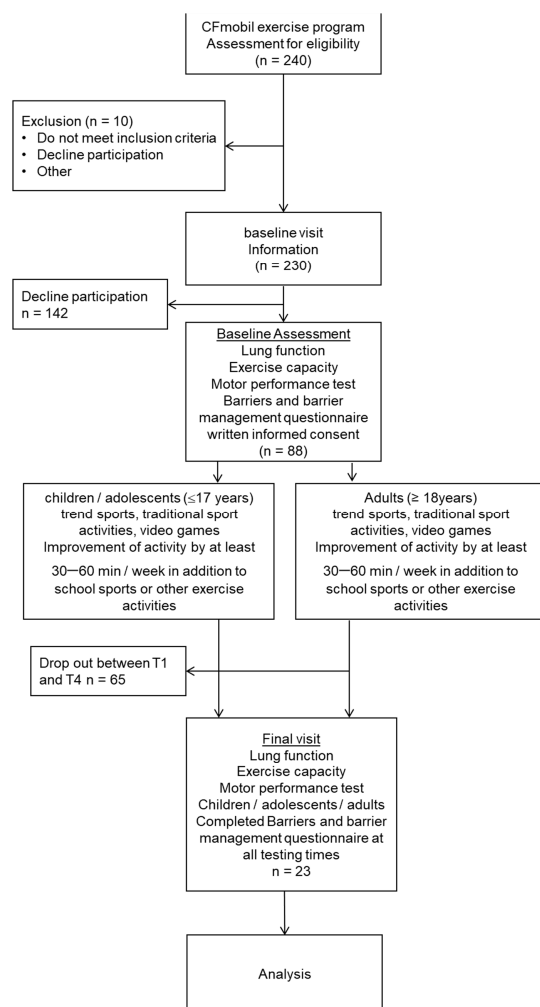 CFmobil exercise program
Assessment for eligibility
(n = 240)
Exclusion (n = 10)
• Do not meet inclusion criteria
• Decline participation
• Other
baseline visit
Information
(n = 230)
Decline participation
n = 142
Baseline Assessment
Lung function
Exercise capacity
Motor performance test
Barriers and barrier
management questionnaire
written informed consent
(n = 88)
children / adolescents (≤17 years)
trend sports, traditional sport
activities, video games
Improvement of activity by at least
30—60 min / week in addition to
school sports or other exercise
activities
Adults (≥ 18years)
trend sports, traditional sport
activities, video games
Improvement of activity by at least
30—60 min / week in addition to
school sports or other exercise
activities
Drop out between T1
and T4 n = 65
Final visit
Lung function
Exercise capacity
Motor performance test
Children / adolescents / adults
Completed Barriers and barrier
management questionnaire at
all testing times
n = 23
Analysis